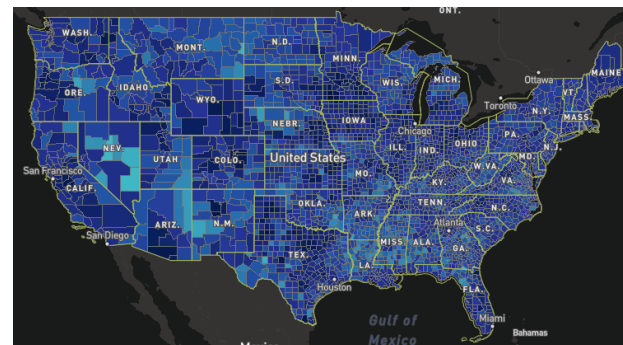 ONT.
WASH.
MONT.
N.D.
MINN.
MAINE
ORE.
IDAHO
S.D.
WIS.
MICH.
Ottawa
VT.
Toronto
WYO.
N.Y.
MASS.
NEBR.
IOWA
Chicago
NEV.
PA.
UTAH
COLO.
United States
ILL.
IND.
OHIO
N.J.
MD.
San Francisco
MO.
W.VA.
VA.
CALIF.
KY.
OKLA.
ARK.
TENN.
N.C.
San Diego
ARIZ.
N.M.
Atlanta
S.C.
MISS.
ALA.
GA.
TEX.
LA.
Houston
FLA.
Gulf of
Mexico
Miami
Bahamas
Mexico